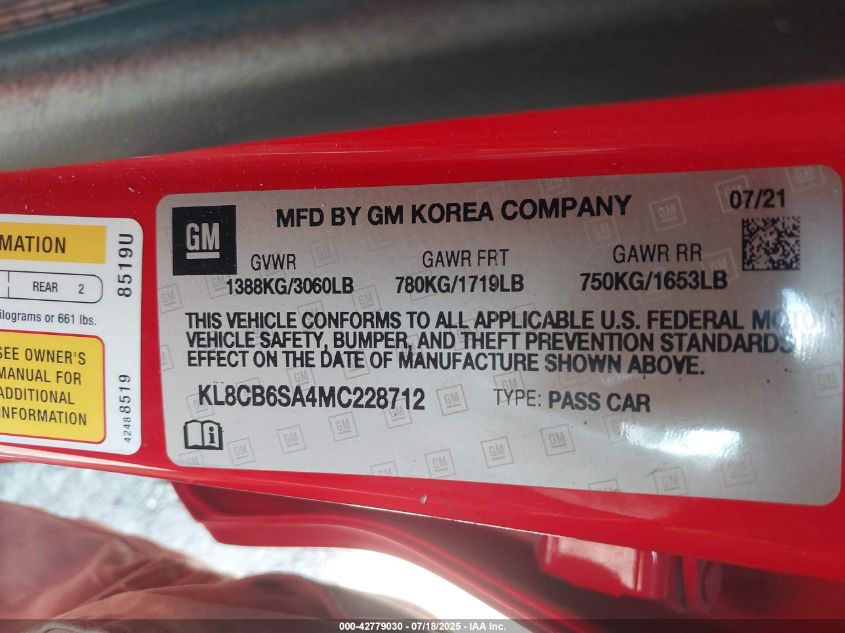 MATION
REAR 2
ilograms or 661 lbs.
SEE OWNER'S
MANUAL FOR
ADDITIONAL
INFORMATION
8519U
42488519
GM
MFD BY GM KOREA COMPANY
07/21
GVWR GAWR FRT GAWR RR
1388KG/3060LB 780KG/1719LB 750KG/1653LB
THIS VEHICLE CONFORMS TO ALL APPLICABLE U.S. FEDERAL MOTOR
VEHICLE SAFETY, BUMPER, AND THEFT PREVENTION STANDARDS
EFFECT ON THE DATE OF MANUFACTURE SHOWN ABOVE.
KL8CB6SA4MC228712 TYPE: PASS CAR
000-42779030 - 07/18/2025 - IAA Inc.